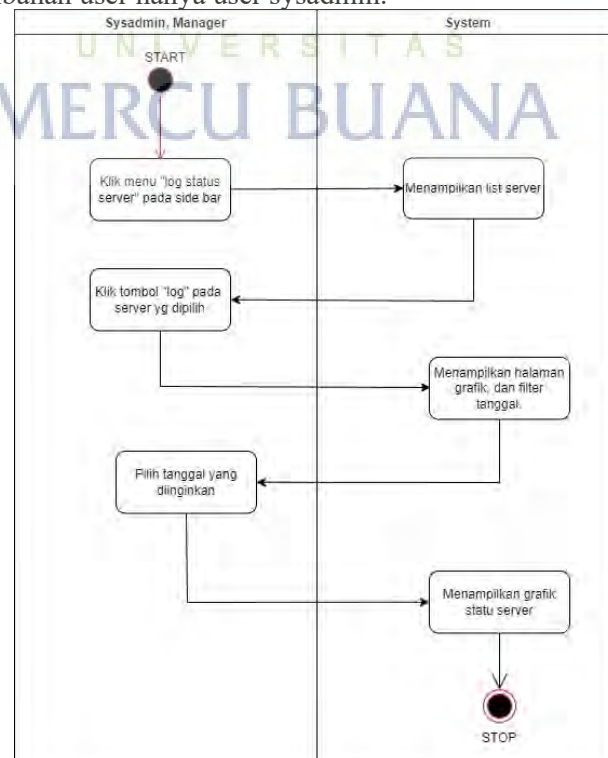 user hanya user sysadmin.
Sysadmin, Manager
System
UNIVERSITAS
MERCU BUANA
START
Klik menu "log status
server" pada side bar
Menampilkan list server
Klik tombol "log" pada
server yg dipilih
Menampilkan halaman
grafik, dan filter
tanggal.
Pilih tanggal yang
diinginkan
Menampilkan grafik
statu server
STOP